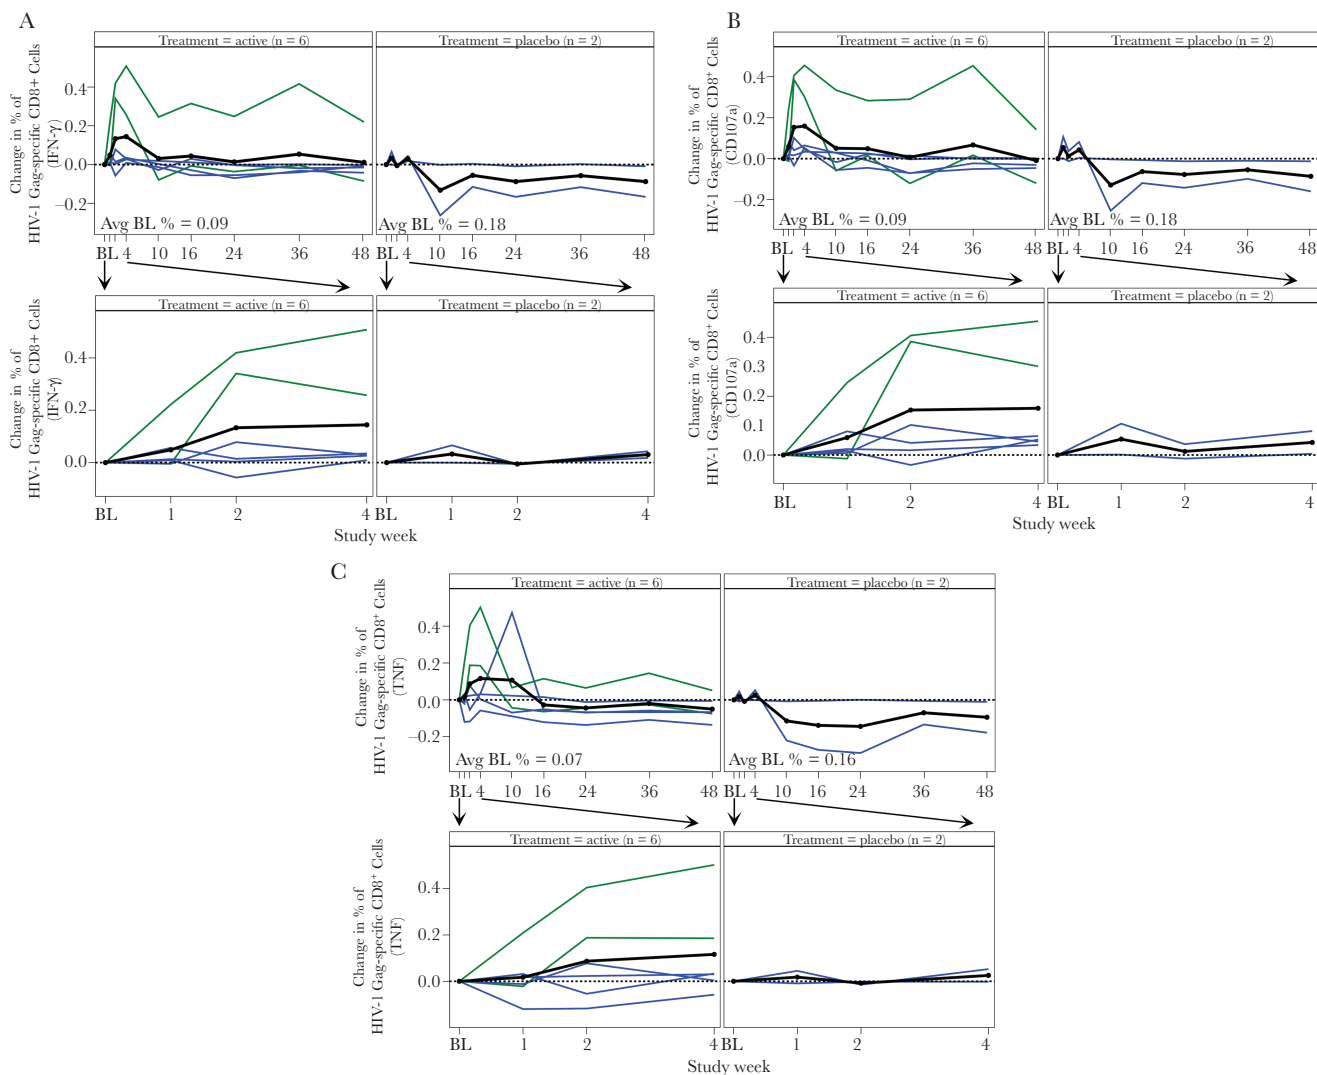 A
Change in % of
HIV-1 Gag-specific CD8+ Cells
(IFN-γ)
Treatment = active (n = 6)
Treatment = placebo (n = 2)
0.4
0.2
0.0
−0.2
Avg BL % = 0.09
Avg BL % = 0.18
BL 4 10 16 24 36 48
BL 4 10 16 24 36 48
Change in % of
HIV-1 Gag-specific CD8+ Cells
(IFN-γ)
Treatment = active (n = 6)
Treatment = placebo (n = 2)
0.4
0.2
0.0
BL 1 2 4
BL 1 2 4
Study week
B
Change in % of
HIV-1 Gag-specific CD8⁺ Cells
(CD107a)
Treatment = active (n = 6)
Treatment = placebo (n = 2)
0.4
0.2
0.0
−0.2
Avg BL % = 0.09
Avg BL % = 0.18
BL 4 10 16 24 36 48
BL 4 10 16 24 36 48
Change in % of
HIV-1 Gag-specific CD8⁺ Cells
(CD107a)
Treatment = active (n = 6)
Treatment = placebo (n = 2)
0.4
0.3
0.2
0.1
0.0
BL 1 2 4
BL 1 2 4
Study week
C
Change in % of
HIV-1 Gag-specific CD8⁺ Cells
(TNF)
Treatment = active (n = 6)
Treatment = placebo (n = 2)
0.4
0.2
0.0
−0.2
Avg BL % = 0.07
Avg BL % = 0.16
BL 4 10 16 24 36 48
BL 4 10 16 24 36 48
Change in % of
HIV-1 Gag-specific CD8⁺ Cells
(TNF)
Treatment = active (n = 6)
Treatment = placebo (n = 2)
0.4
0.2
0.0
BL 1 2 4
BL 1 2 4
Study week